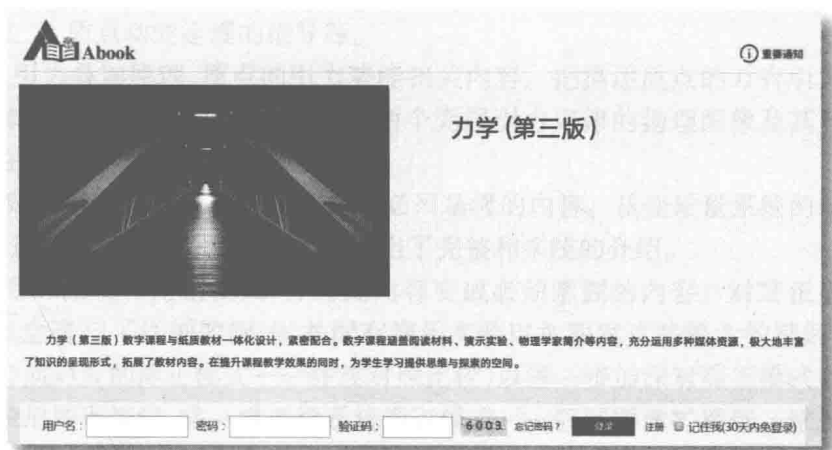 Abook
重要通知
力学(第三版)
力学(第三版)数字课程与纸质教材一体化设计,紧密配合。数字课程涵盖阅读材料、演示实验、物理学家简介等内容,充分运用多种媒体资源,极大地丰富
了知识的呈现形式,拓展了教材内容。在提升课程教学效果的同时,为学生学习提供思维与探索的空间。
用户名: 密码: 验证码: 6003 忘记密码? 登录 注册 记住我(30天内免登录)